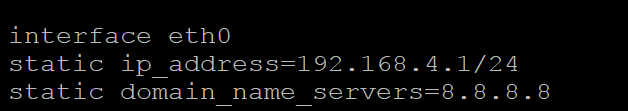 interface eth0
static ip_address=192.168.4.1/24
static domain_name_servers=8.8.8.8